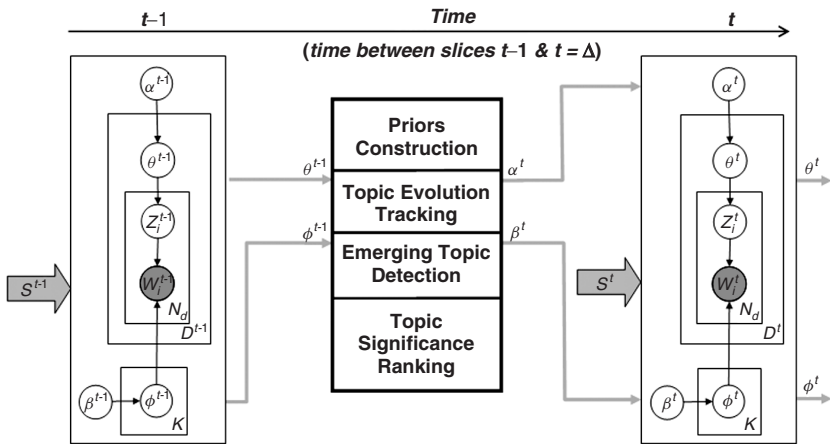 t–1 Time t
(time between slices t–1 & t = Δ)
α^{t-1}
θ^{t-1}
Z_i^{t-1}
W_i^{t-1}
N_d
D^{t-1}
S^{t-1}
β^{t-1}
ϕ^{t-1}
K
θ^{t-1}
ϕ^{t-1}
Priors
Construction
Topic Evolution
Tracking
Emerging Topic
Detection
Topic
Significance
Ranking
α^t
β^t
S^t
α^t
θ^t
Z_i^t
W_i^t
N_d
D^t
β^t
ϕ^t
K
θ^t
ϕ^t